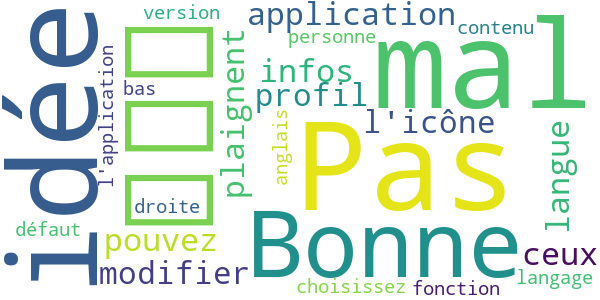 version
application
contenu
personne
idée
mal
infos
profil
l'application
bas
plaignent
l'icône
anglais
Pas
langue
droite
défaut
pouvez
Bonne
modifier
ceux
choisissez
fonction
langage